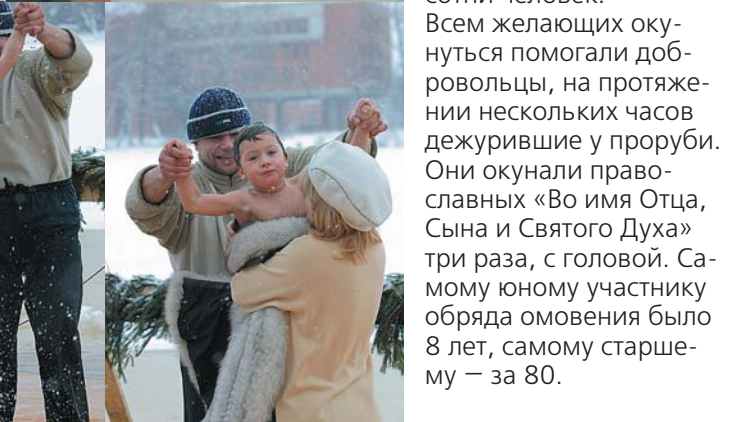 сотни человек.
Всем желающих оку-
нуться помогали доб-
ровольцы, на протяже-
нии нескольких часов
дежурившие у проруби.
Они окунали право-
славных «Во имя Отца,
Сына и Святого Духа»
три раза, с головой. Са-
мому юному участнику
обряда омовения было
8 лет, самому старше-
му – за 80.